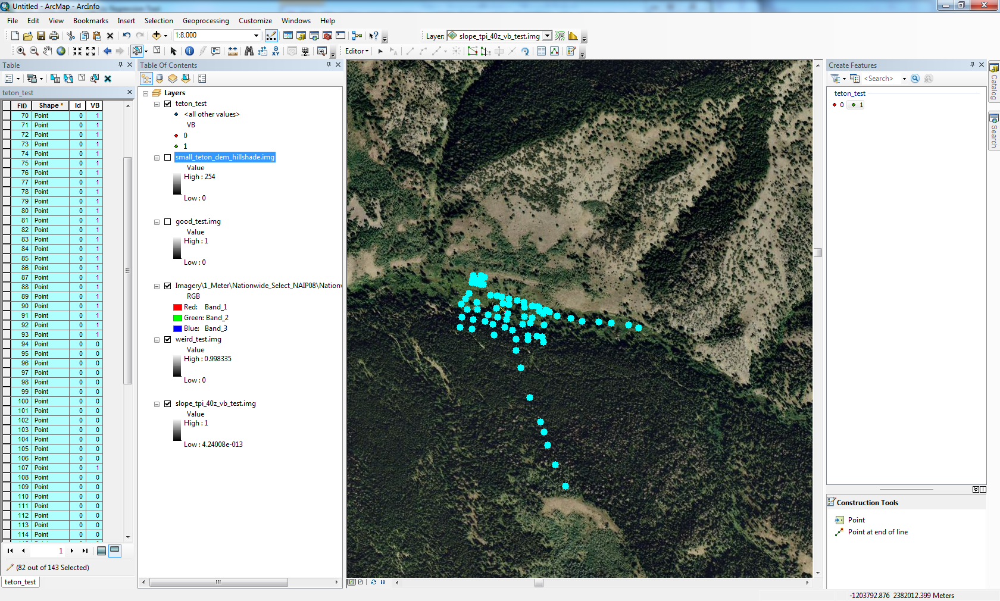 Untitled - ArcMap - ArcInfo
File Edit View Bookmarks Insert Selection Geoprocessing Customize Windows Help
1:8,000
Layer: slope_tpi_40z_vb_test.img
Editor
Table
teton_test
FID Shape * Id VB
70 Point 0 1
71 Point 0 1
72 Point 0 1
73 Point 0 1
74 Point 0 1
75 Point 0 1
76 Point 0 1
77 Point 0 1
78 Point 0 1
79 Point 0 1
80 Point 0 1
81 Point 0 1
82 Point 0 1
83 Point 0 1
84 Point 0 1
85 Point 0 1
86 Point 0 1
87 Point 0 1
88 Point 0 1
89 Point 0 1
90 Point 0 1
91 Point 0 1
92 Point 0 1
93 Point 0 1
94 Point 0 0
95 Point 0 0
96 Point 0 0
97 Point 0 0
98 Point 0 0
99 Point 0 0
100 Point 0 0
101 Point 0 0
102 Point 0 0
103 Point 0 0
104 Point 0 0
105 Point 0 0
106 Point 0 0
107 Point 0 1
108 Point 0 0
109 Point 0 0
110 Point 0 0
111 Point 0 0
112 Point 0 0
113 Point 0 0
114 Point 0 0
1
(82 out of 143 Selected)
teton_test
Table Of Contents
Layers
teton_test
<all other values>
VB
0
1
small_teton_dem_hillshade.img
Value
High : 254
Low : 0
good_test.img
Value
High : 1
Low : 0
Imagery\1_Meter\Nationwide_Select_NAIP08\Nation
RGB
Red: Band_1
Green: Band_2
Blue: Band_3
weird_test.img
Value
High : 0.998335
Low : 0
slope_tpi_40z_vb_test.img
Value
High : 1
Low : 4.24008e-013
Create Features
<Search>
teton_test
0 1
Construction Tools
Point
Point at end of line
Catalog
Search
-1203792.876 2382012.399 Meters